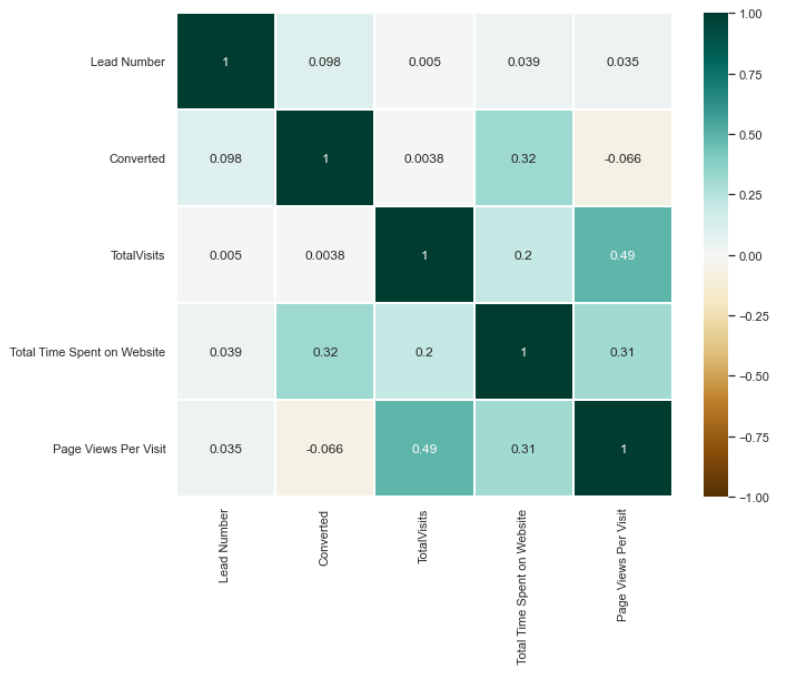 Lead Number 1 0.098 0.005 0.039 0.035
Converted 0.098 1 0.0038 0.32 -0.066
TotalVisits 0.005 0.0038 1 0.2 0.49
Total Time Spent on Website 0.039 0.32 0.2 1 0.31
Page Views Per Visit 0.035 -0.066 0.49 0.31 1
Lead Number
Converted
TotalVisits
Total Time Spent on Website
Page Views Per Visit
1.00
0.75
0.50
0.25
0.00
−0.25
−0.50
−0.75
−1.00